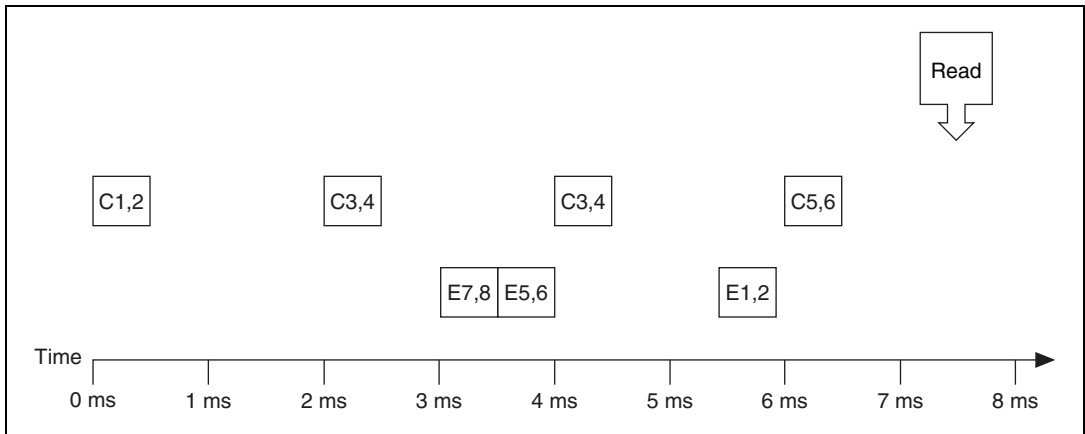 Read
C1,2 C3,4 C3,4 C5,6
E7,8 E5,6 E1,2
Time
0 ms 1 ms 2 ms 3 ms 4 ms 5 ms 6 ms 7 ms 8 ms